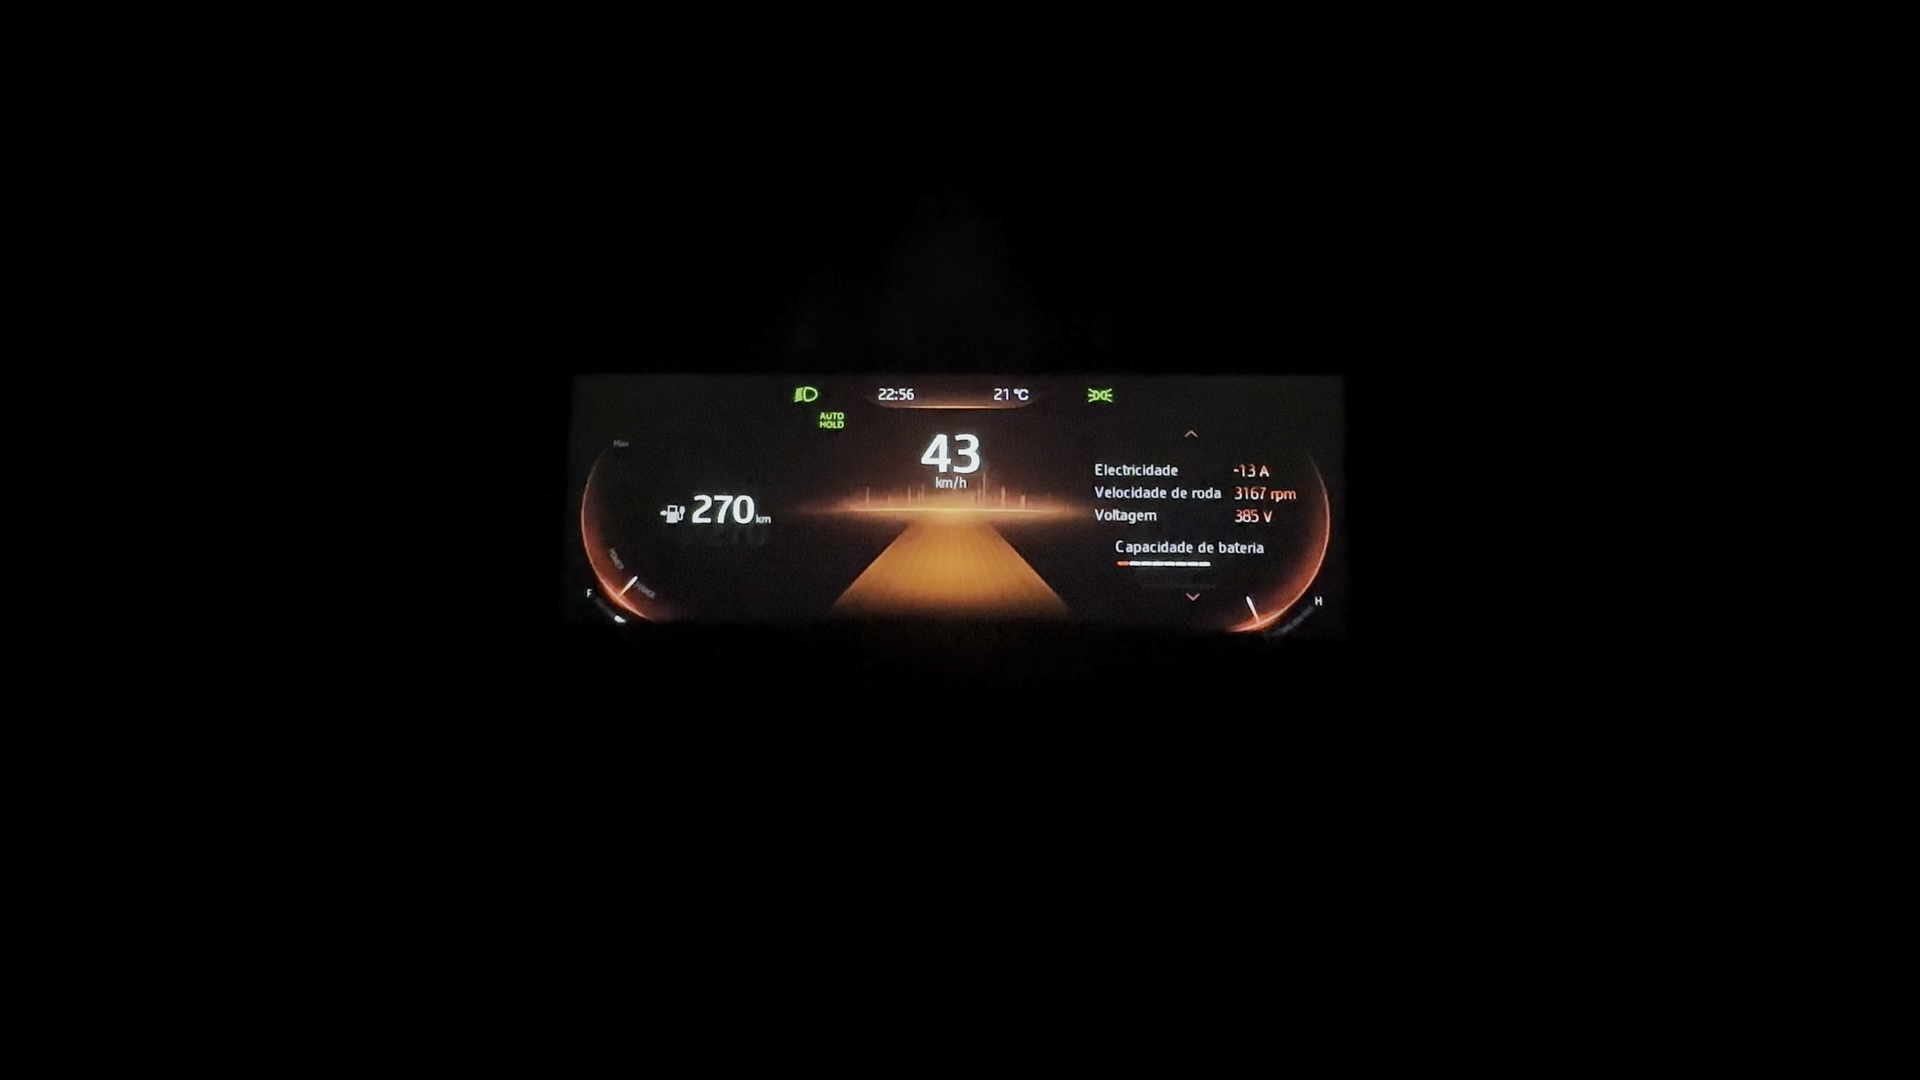 22:56 21 °C
AUTO
HOLD
43
km/h
Max
270 km
Electricidade -13 A
Velocidade de roda 3167 rpm
Voltagem 385 V
Capacidade de bateria
F
H